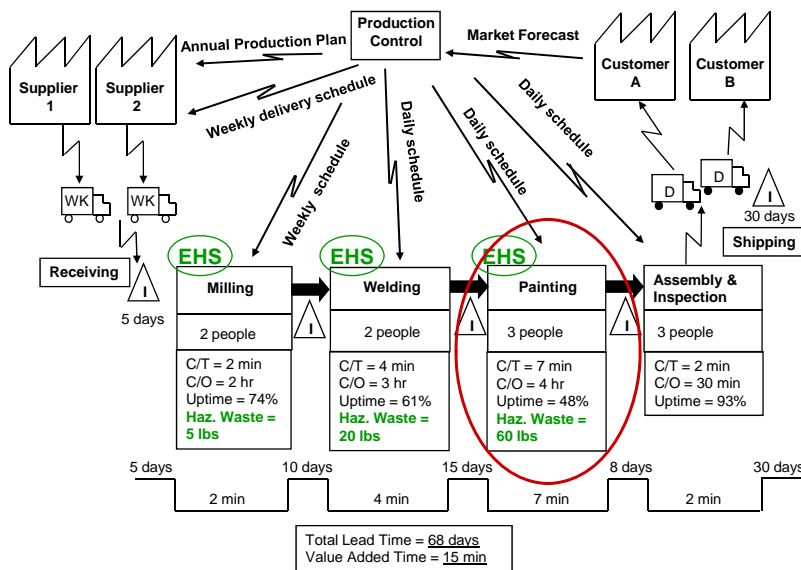 Production
Control
Annual Production Plan
Market Forecast
Supplier
1
Supplier
2
Customer
A
Customer
B
Weekly delivery schedule
Weekly schedule
Daily
schedule
Daily
schedule
Daily
schedule
WK
WK
D
D
I
30 days
Shipping
Receiving
I
5 days
EHS
Milling
2 people
C/T = 2 min
C/O = 2 hr
Uptime = 74%
Haz. Waste =
5 lbs
I
EHS
Welding
2 people
C/T = 4 min
C/O = 3 hr
Uptime = 61%
Haz. Waste =
20 lbs
I
EHS
Painting
3 people
C/T = 7 min
C/O = 4 hr
Uptime = 48%
Haz. Waste =
60 lbs
I
Assembly &
Inspection
3 people
C/T = 2 min
C/O = 30 min
Uptime = 93%
5 days
10 days
15 days
8 days
30 days
2 min
4 min
7 min
2 min
Total Lead Time = 68 days
Value Added Time = 15 min